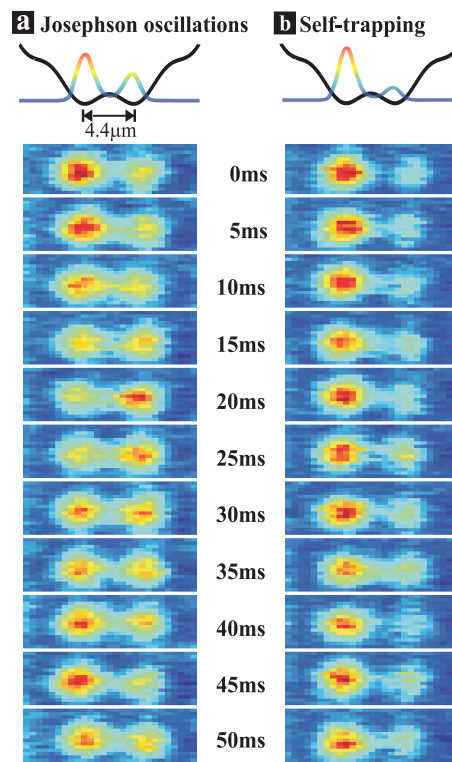 a Josephson oscillations
b Self-trapping
4.4μm
0ms
5ms
10ms
15ms
20ms
25ms
30ms
35ms
40ms
45ms
50ms